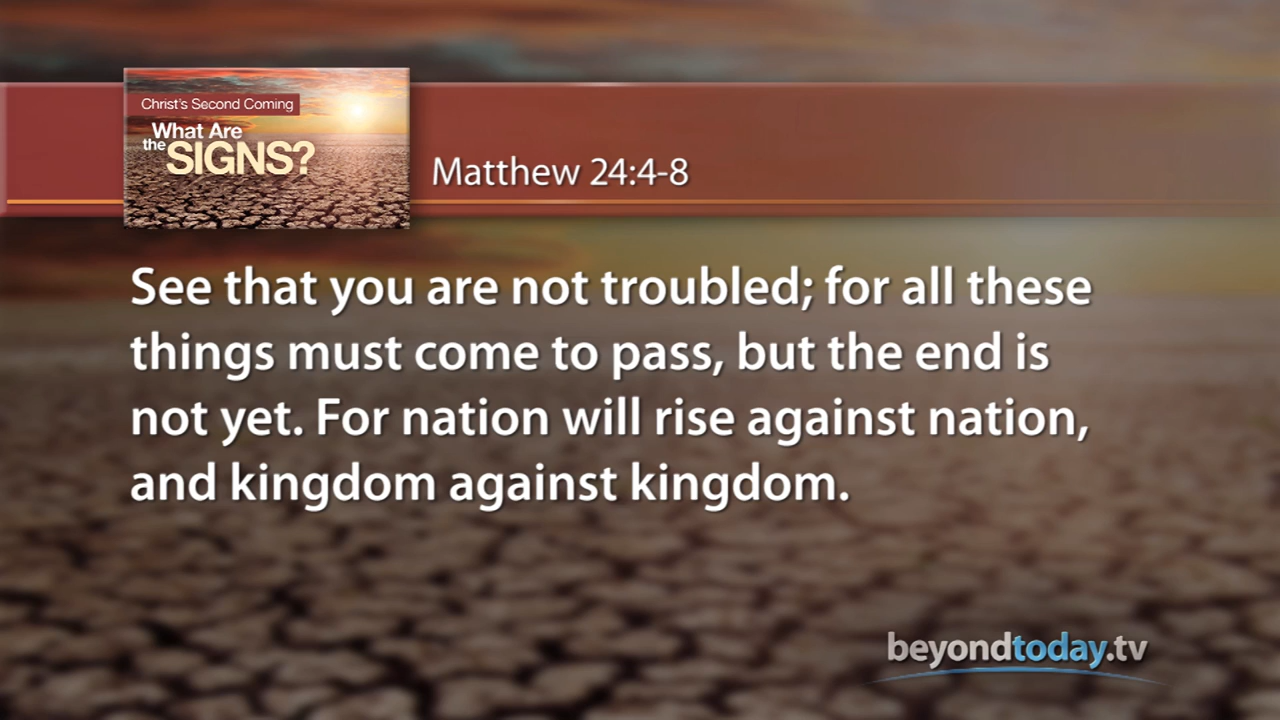 Christ's Second Coming
What Are
the SIGNS?
Matthew 24:4-8
See that you are not troubled; for all these
things must come to pass, but the end is
not yet. For nation will rise against nation,
and kingdom against kingdom.
beyondtoday.tv